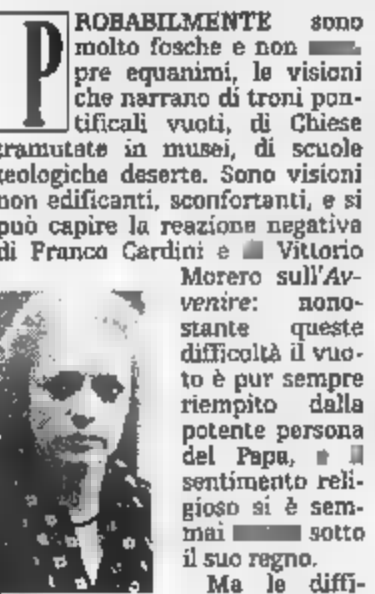 PROBABILMENTE sono
molto fosche e non
pre equanimi, le visioni
che narrano di troni pon-
tificali vuoti, di Chiese
tramutate in musei, di scuole
teologiche deserte. Sono visioni
non edificanti, sconfortanti, e si
può capire la reazione negativa
di Franco Cardini e Vittorio
Morero sull'Av-
venire: nono-
stante queste
difficoltà il vuo-
to è pur sempre
riempito dalla
potente persona
del Papa,
sentimento reli-
gioso si è sem-
mai sotto
il suo regno.
Ma le diffi-